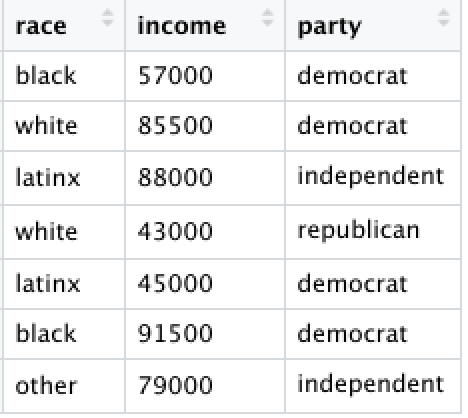 race income party
black 57000 democrat
white 85500 democrat
latinx 88000 independent
white 43000 republican
latinx 45000 democrat
black 91500 democrat
other 79000 independent